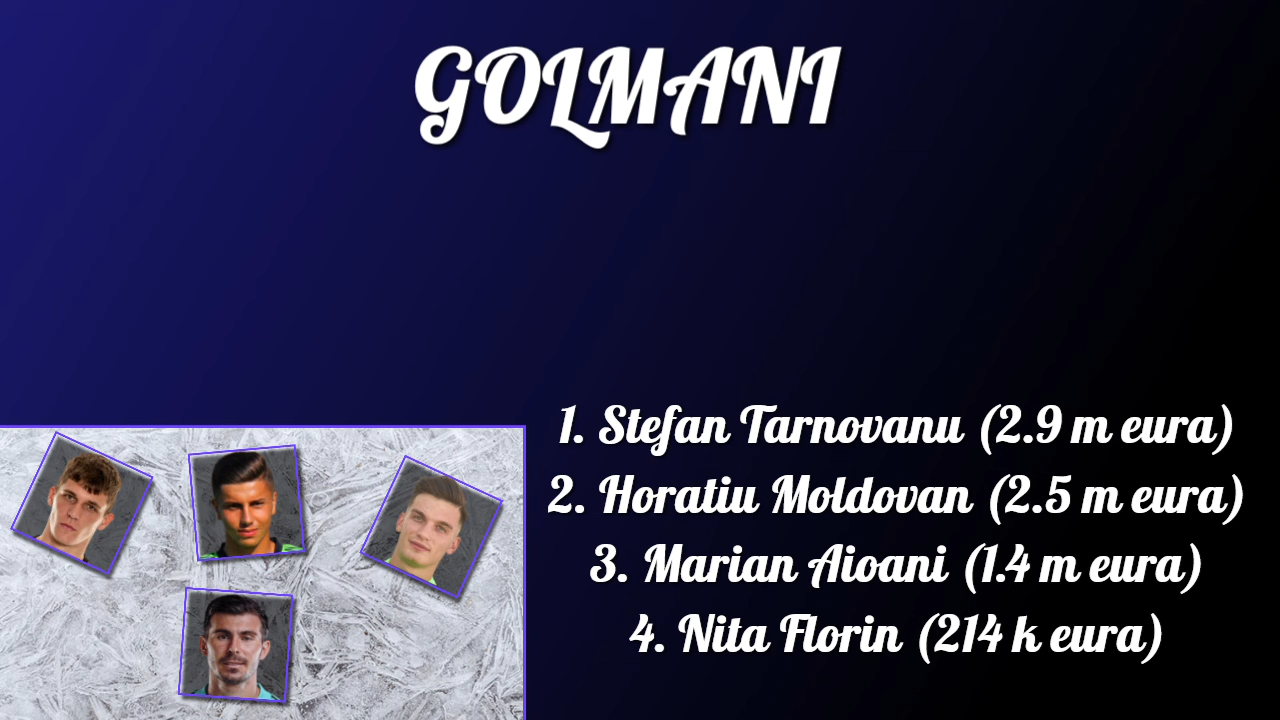 GOLMANI
1. Stefan Tarnovanu (2.9 m eura)
2. Horatiu Moldovan (2.5 m eura)
3. Marian Aioani (1.4 m eura)
4. Nita Florin (214 k eura)